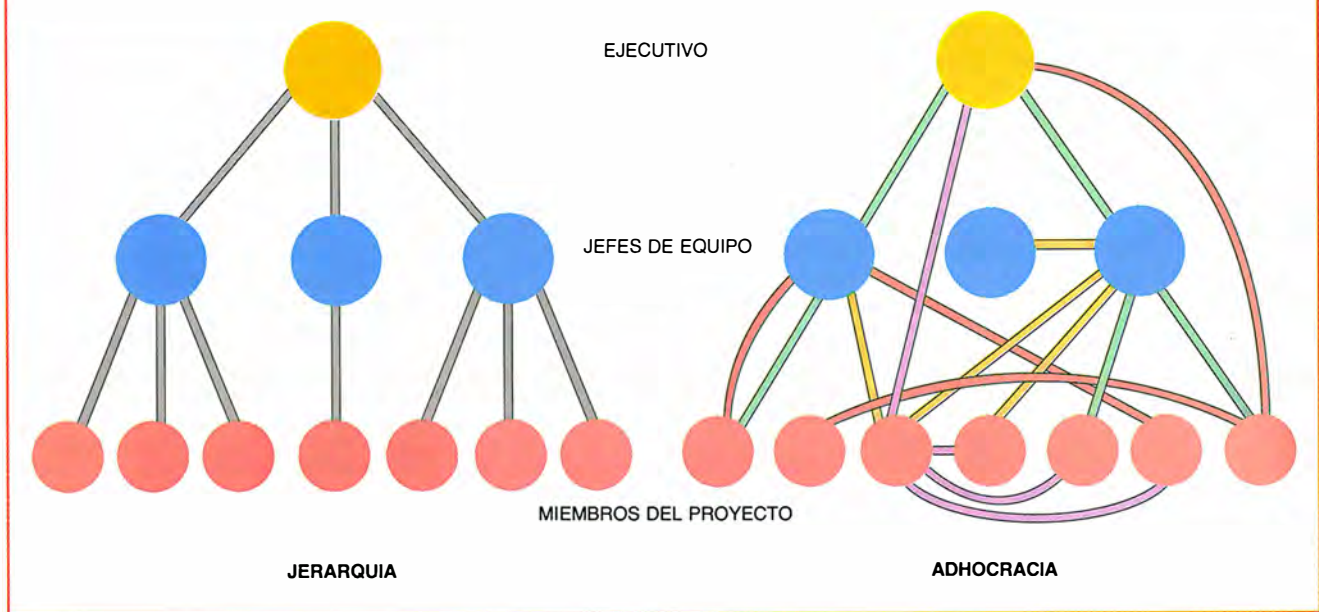 EJECUTIVO
JEFES DE EQUIPO
MIEMBROS DEL PROYECTO
JERARQUIA
ADHOCRACIA